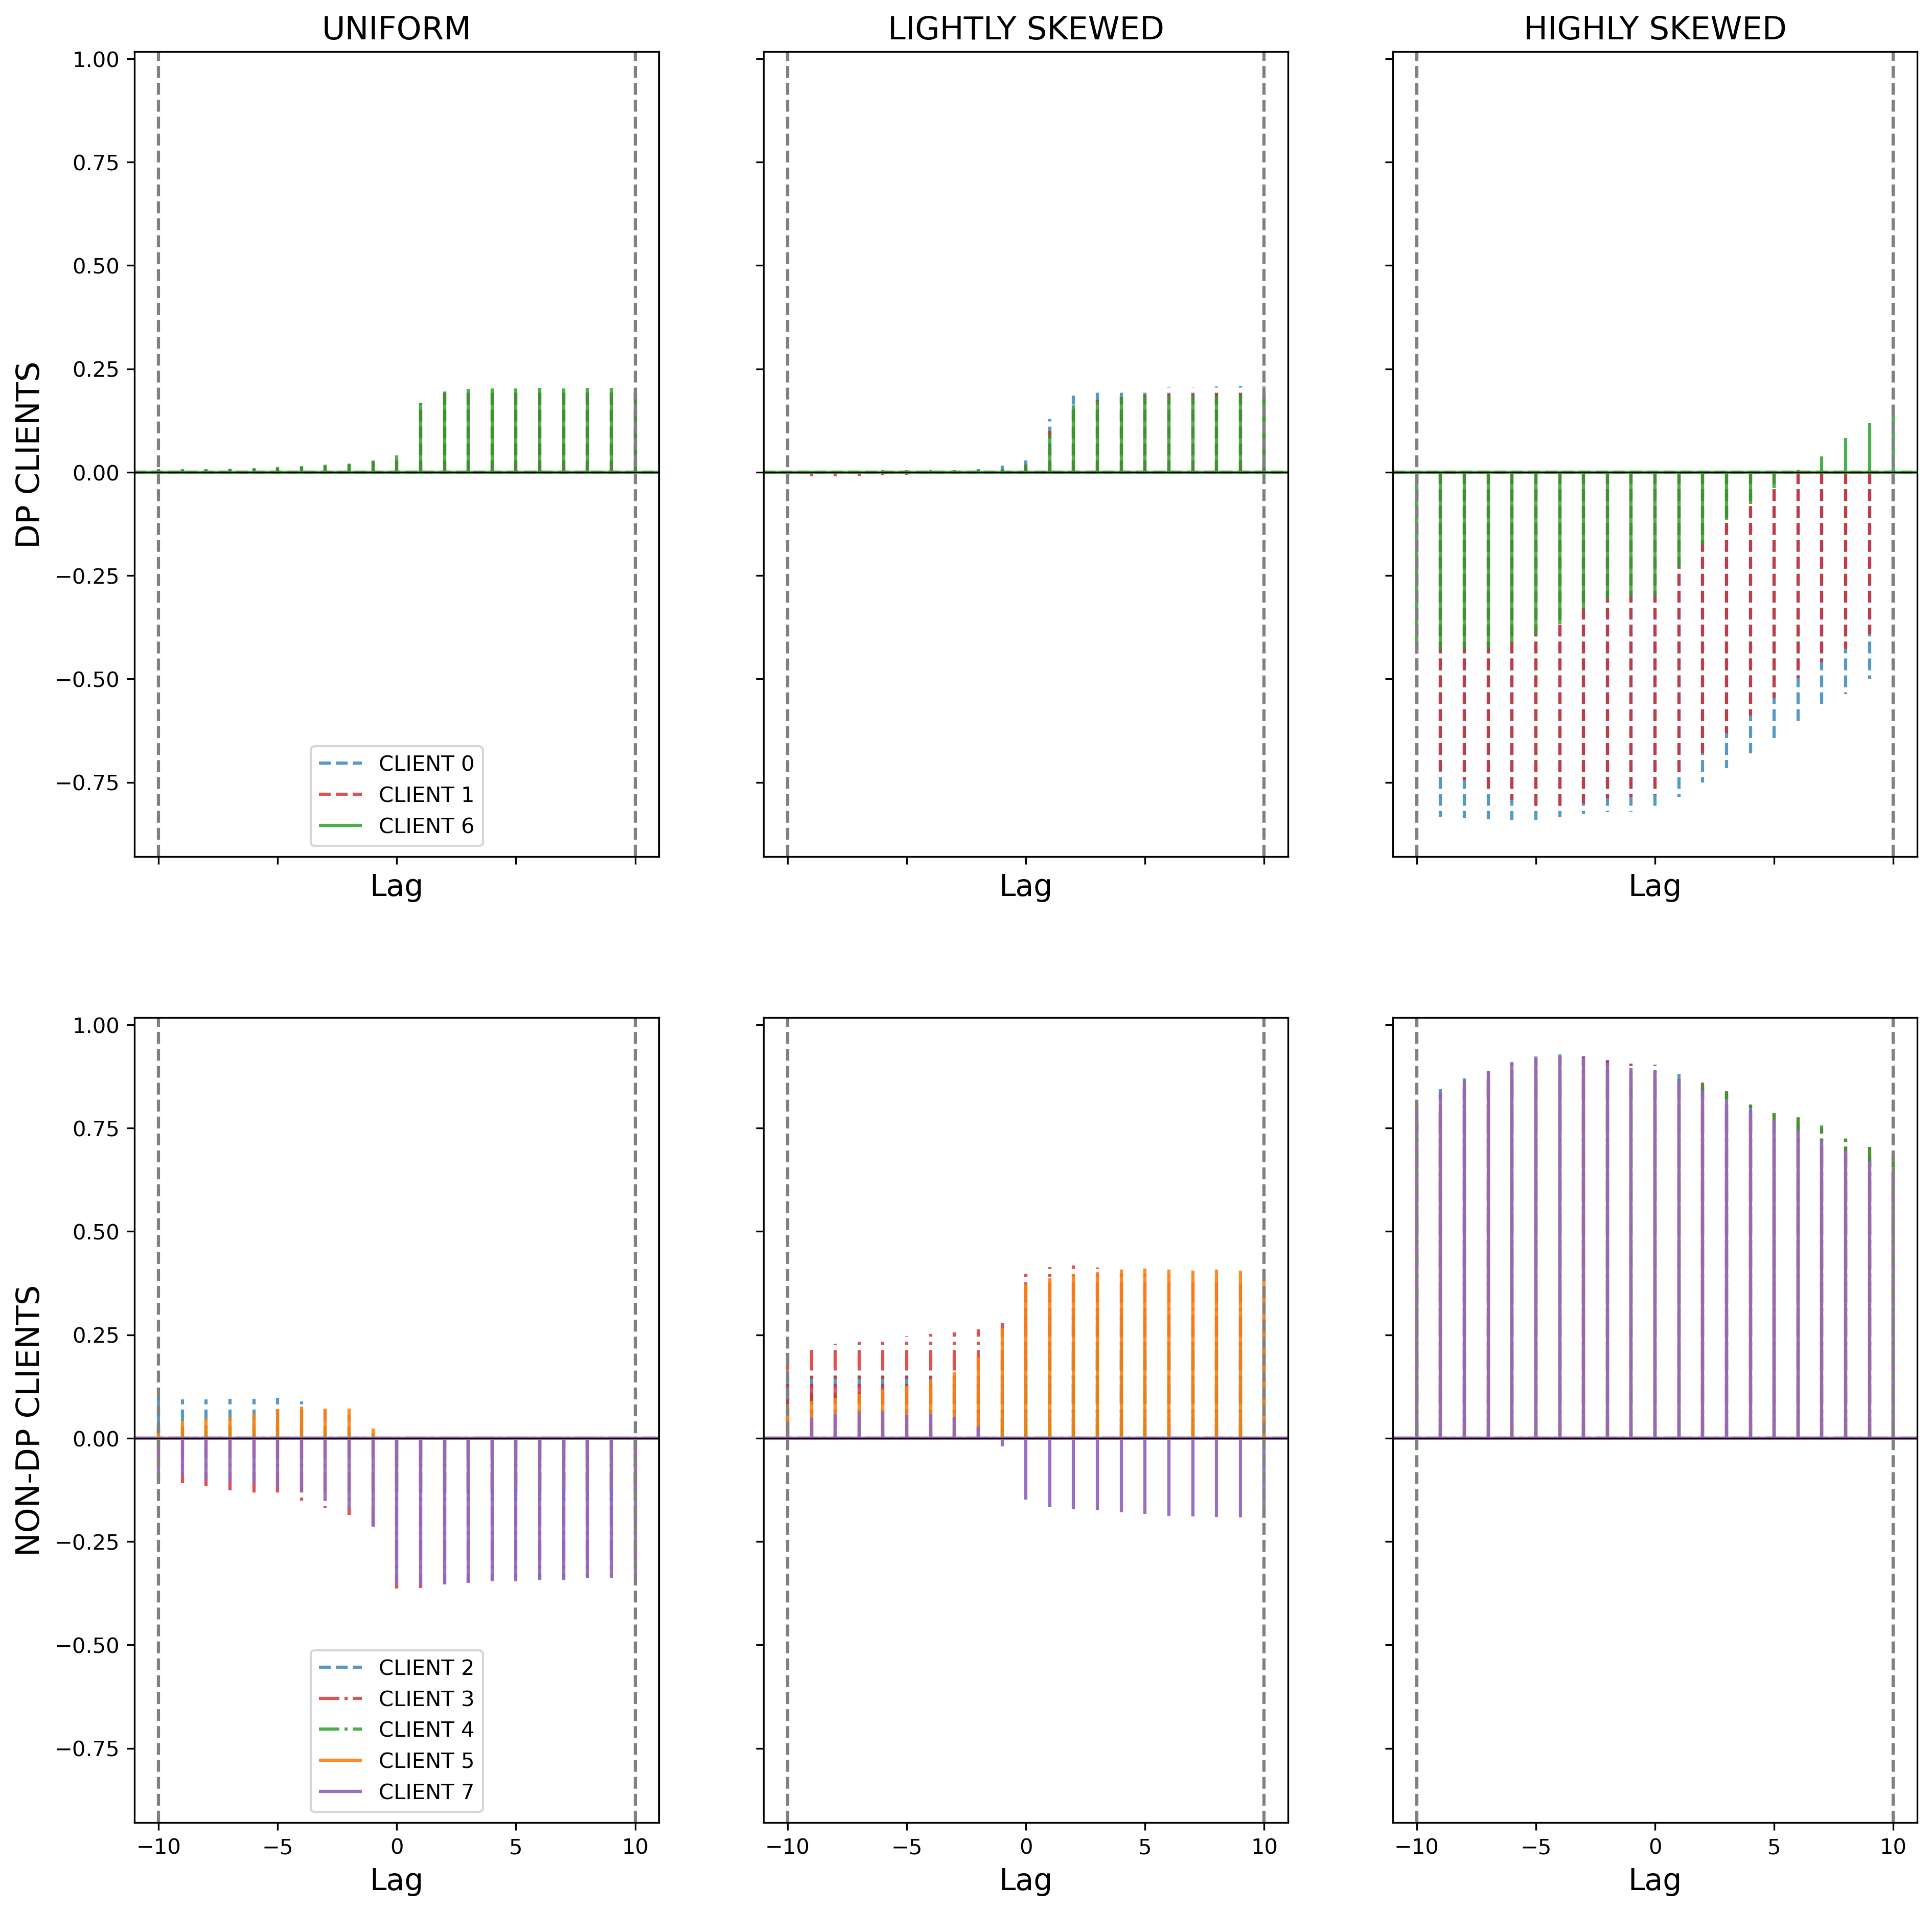 UNIFORM LIGHTLY SKEWED HIGHLY SKEWED
DP CLIENTS
1.00
0.75
0.50
0.25
0.00
−0.25
−0.50
−0.75
CLIENT 0
CLIENT 1
CLIENT 6
Lag Lag Lag
NON-DP CLIENTS
1.00
0.75
0.50
0.25
0.00
−0.25
−0.50
−0.75
CLIENT 2
CLIENT 3
CLIENT 4
CLIENT 5
CLIENT 7
−10 −5 0 5 10 −10 −5 0 5 10 −10 −5 0 5 10
Lag Lag Lag